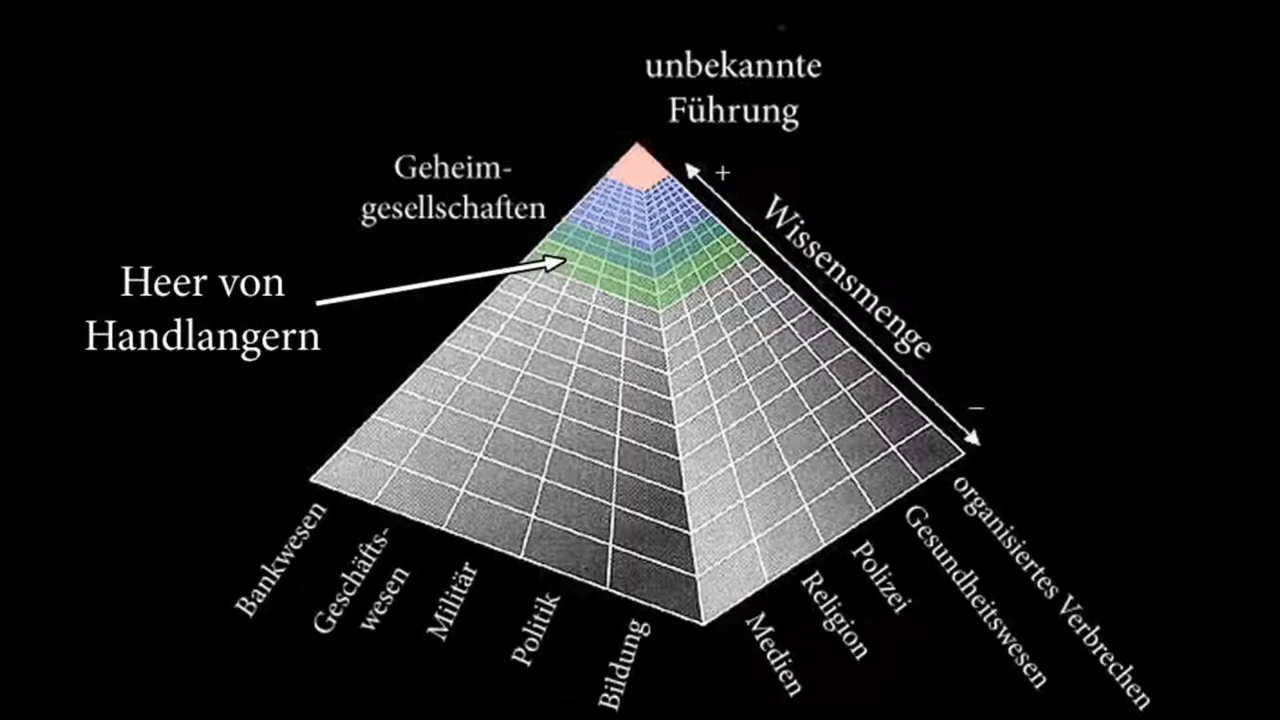 unbekannte
Führung
Geheim-
gesellschaften
+
Wissensmenge
Heer von
Handlangern
–
Bankwesen
Geschäfts-
wesen
Militär
Politik
Bildung
Medien
Religion
Polizei
Gesundheitswesen
organisiertes Verbrechen